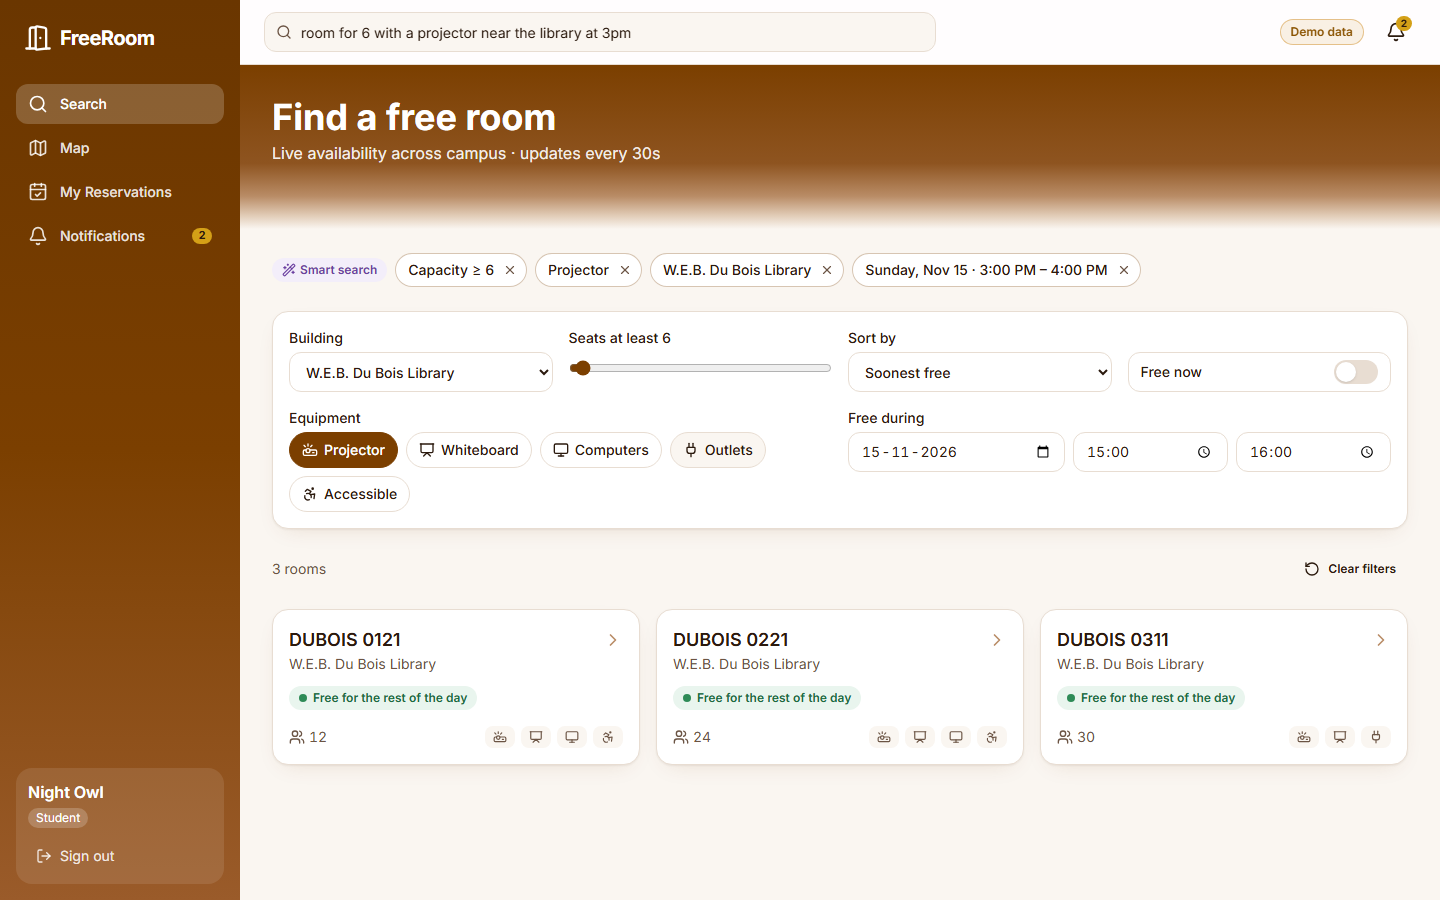 FreeRoom
room for 6 with a projector near the library at 3pm
Demo data
2
Search
Map
My Reservations
Notifications 2
Find a free room
Live availability across campus · updates every 30s
Smart search
Capacity ≥ 6
Projector
W.E.B. Du Bois Library
Sunday, Nov 15 · 3:00 PM – 4:00 PM
Building
Seats at least 6
Sort by
W.E.B. Du Bois Library
Soonest free
Free now
Equipment
Free during
Projector
Whiteboard
Computers
Outlets
15-11-2026
15:00
16:00
Accessible
3 rooms
Clear filters
DUBOIS 0121
W.E.B. Du Bois Library
Free for the rest of the day
12
DUBOIS 0221
W.E.B. Du Bois Library
Free for the rest of the day
24
DUBOIS 0311
W.E.B. Du Bois Library
Free for the rest of the day
30
Night Owl
Student
Sign out